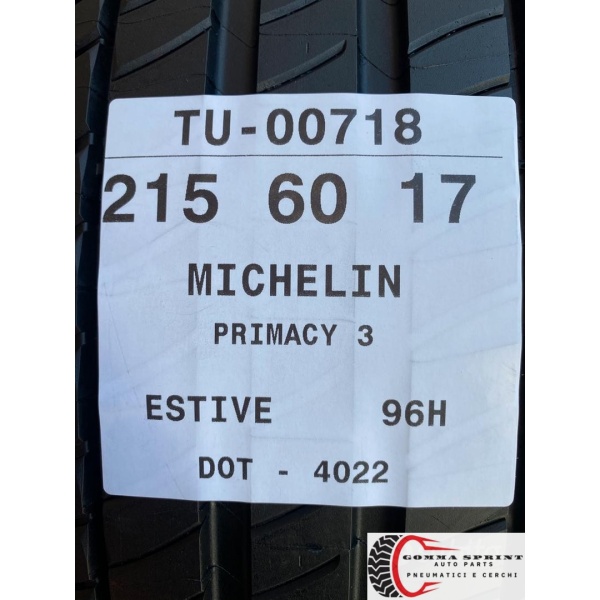 TU-00718
215 60 17
MICHELIN
PRIMACY 3
ESTIVE 96H
DOT - 4022
GOMMA SPRINT
AUTO PARTS
PNEUMATICI E CERCHI